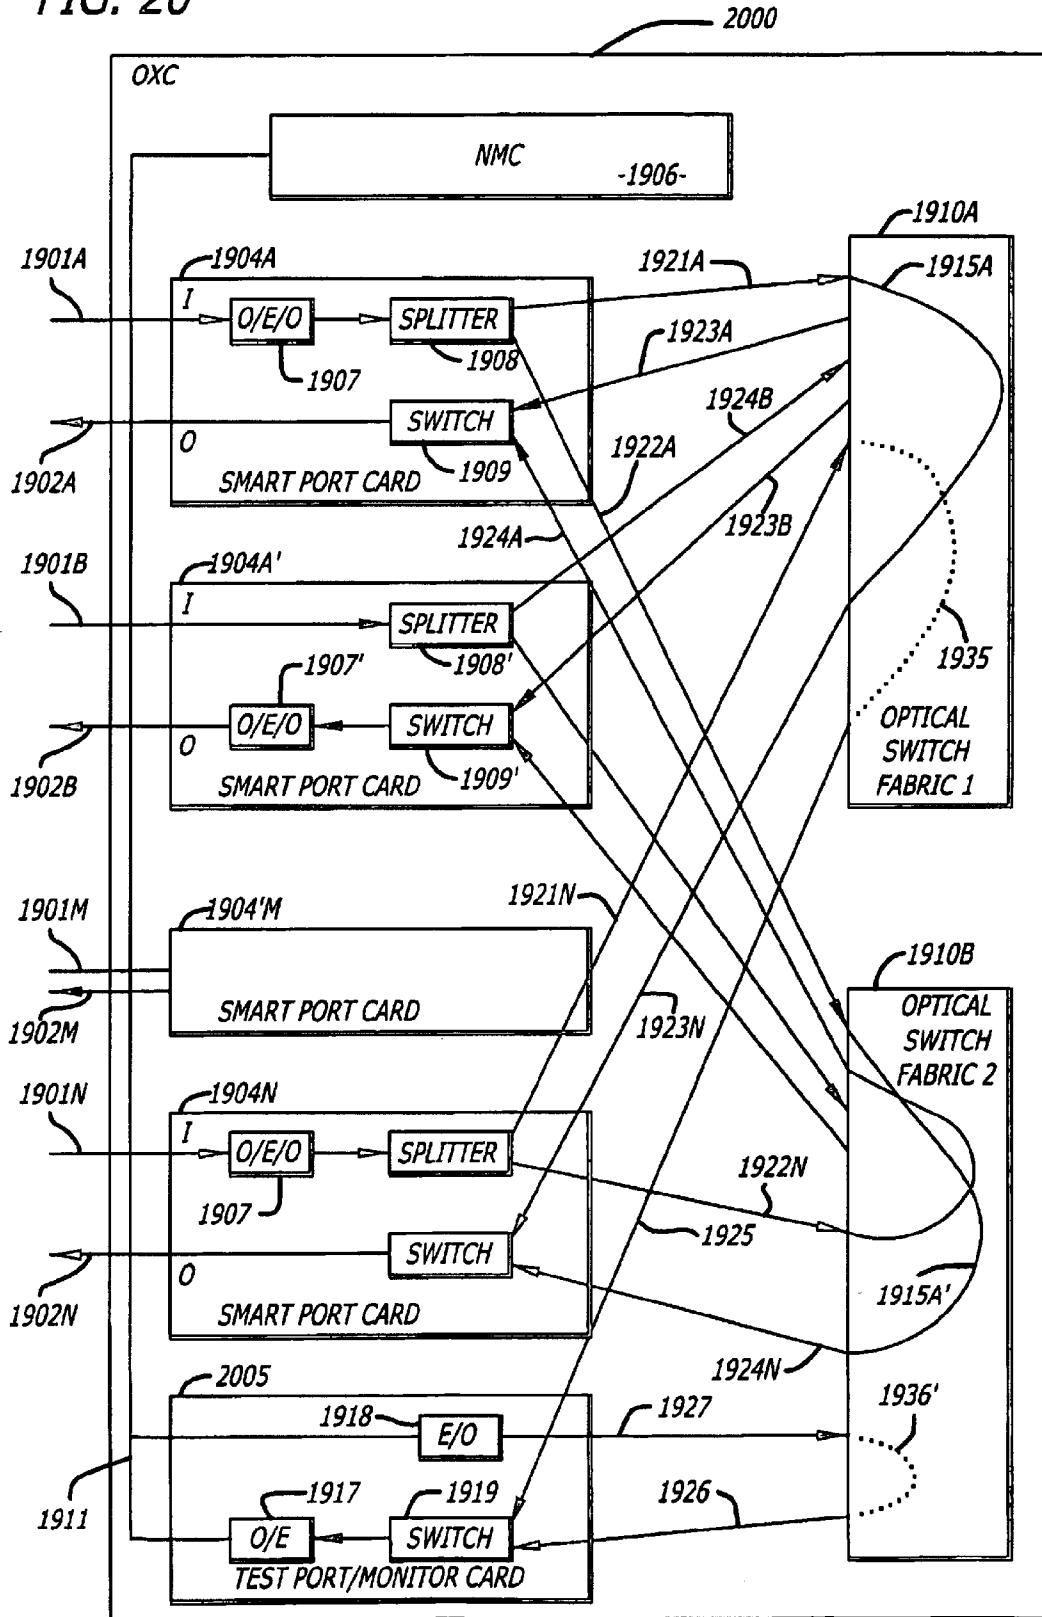 FIG. 20
2000
OXC
NMC
-1906-
1910A
1901A
1904A
1921A
1915A
I
O/E/O
SPLITTER
1923A
1907
1908
1924B
SWITCH
O
1922A
1902A
1909
SMART PORT CARD
1924A
1923B
1901B
1904A'
I
SPLITTER
1907'
1908'
1935
O/E/O
SWITCH
O
OPTICAL
SWITCH
FABRIC 1
1902B
1909'
SMART PORT CARD
1921N
1901M
1904'M
1910B
SMART PORT CARD
OPTICAL
SWITCH
FABRIC 2
1902M
1923N
1901N
1904N
I
O/E/O
SPLITTER
1922N
1907
1925
SWITCH
O
1915A'
1902N
SMART PORT CARD
1924N
2005
1918
E/O
1927
1936'
1917
1919
1926
1911
O/E
SWITCH
TEST PORT/MONITOR CARD